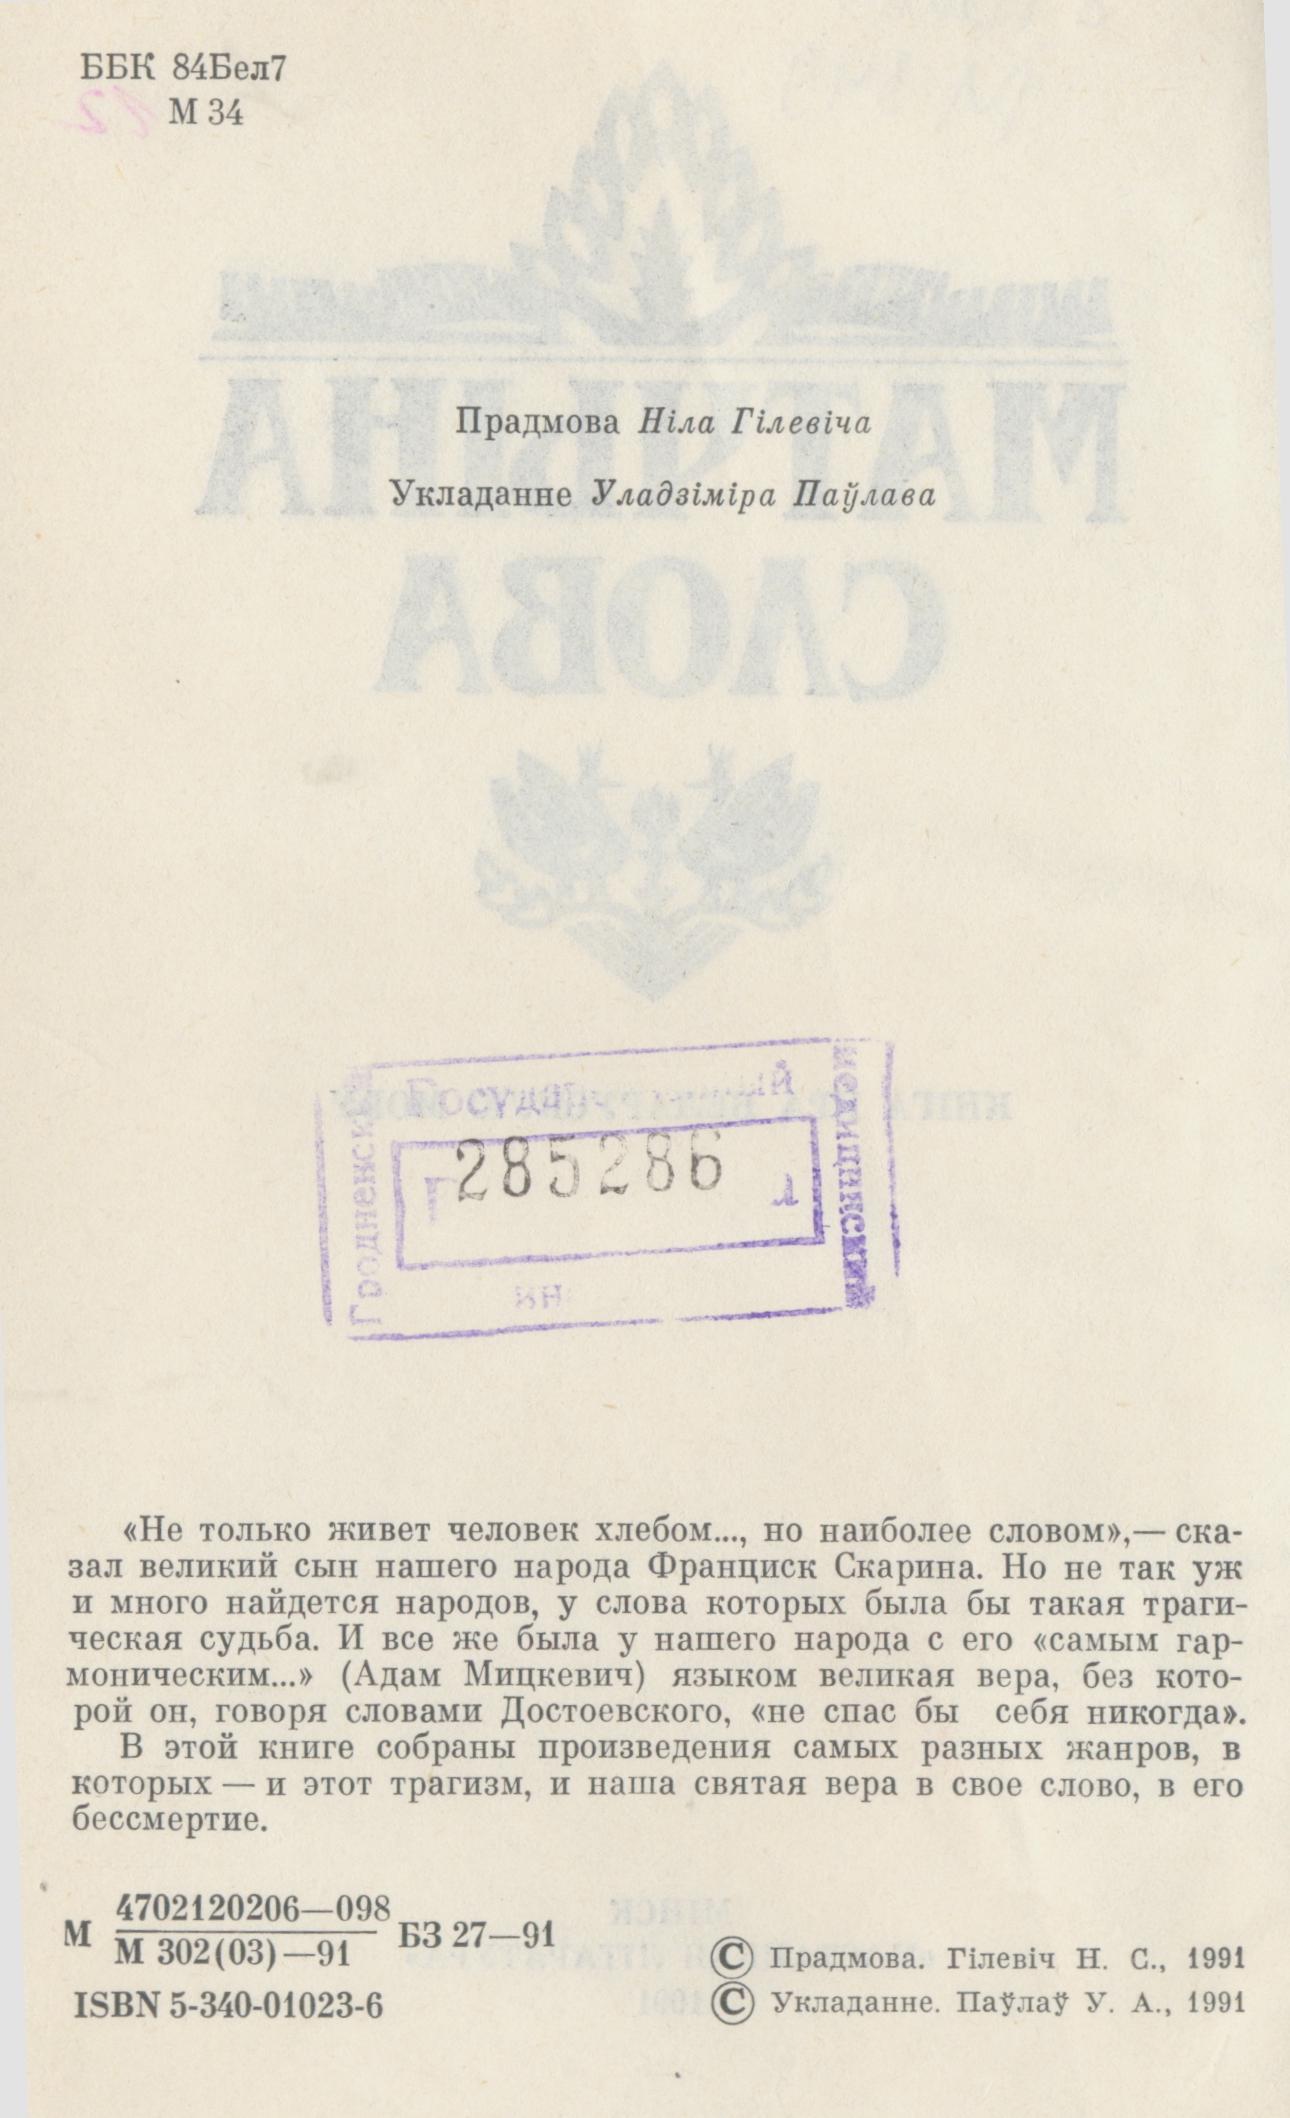 ББК 84Бел7
М 34
Прадмова Ніла Гілевіча
Укладанне Уладзіміра Паўлава
МАТЧЫНА
СЛОВА
Гродненский
медицинский
285286
«Не только живет человек хлебом..., но наиболее словом»,— ска-
зал великий сын нашего народа Франциск Скарина. Но не так уж
и много найдется народов, у слова которых была бы такая траги-
ческая судьба. И все же была у нашего народа с его «самым гар-
моническим...» (Адам Мицкевич) языком великая вера, без кото-
рой он, говоря словами Достоевского, «не спас бы себя никогда».
В этой книге собраны произведения самых разных жанров, в
которых — и этот трагизм, и наша святая вера в свое слово, в его
бессмертие.
М 4702120206—098 БЗ 27—91
М 302(03)—91
ISBN 5-340-01023-6
© Прадмова. Гілевіч Н. С., 1991
© Укладанне. Паўлаў У. А., 1991